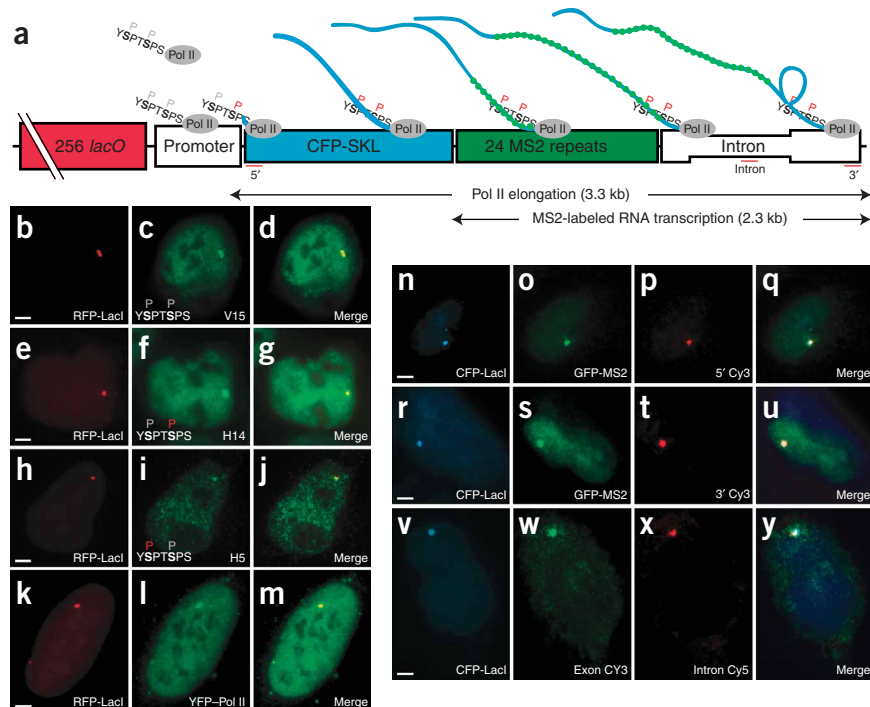 a
P P
YSPTSPS
Pol II
P P
YSPTSPS
Pol II
P P
YSPTSPS
Pol II
P P
YSPTSPS
Pol II
P P
YSPTSPS
Pol II
P P
YSPTSPS
Pol II
P P
YSPTSPS
Pol II
256 lacO
Promoter
CFP-SKL
24 MS2 repeats
Intron
5′
Intron
3′
Pol II elongation (3.3 kb)
MS2-labeled RNA transcription (2.3 kb)
b
RFP-LacI
c
P P
YSPTSPS
V15
d
Merge
e
RFP-LacI
f
P P
YSPTSPS
H14
g
Merge
h
RFP-LacI
i
P P
YSPTSPS
H5
j
Merge
k
RFP-LacI
l
YFP–Pol II
m
Merge
n
CFP-LacI
o
GFP-MS2
p
5′ Cy3
q
Merge
r
CFP-LacI
s
GFP-MS2
t
3′ Cy3
u
Merge
v
CFP-LacI
w
Exon CY3
x
Intron Cy5
y
Merge